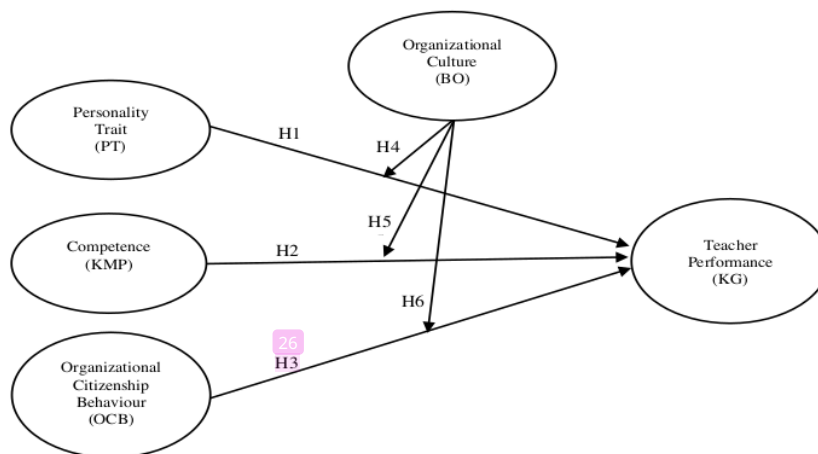 Organizational
Culture
(BO)
Personality
Trait
(PT)
H1
H4
H5
Competence
(KMP)
H2
Teacher
Performance
(KG)
H6
26
H3
Organizational
Citizenship
Behaviour
(OCB)